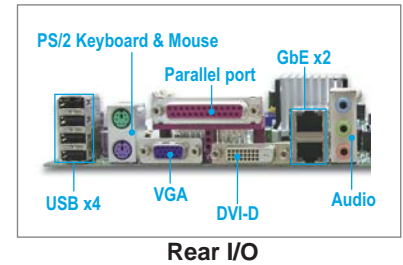 PS/2 Keyboard & Mouse
GbE x2
Parallel port
USB x4
VGA
DVI-D
Audio
Rear I/O